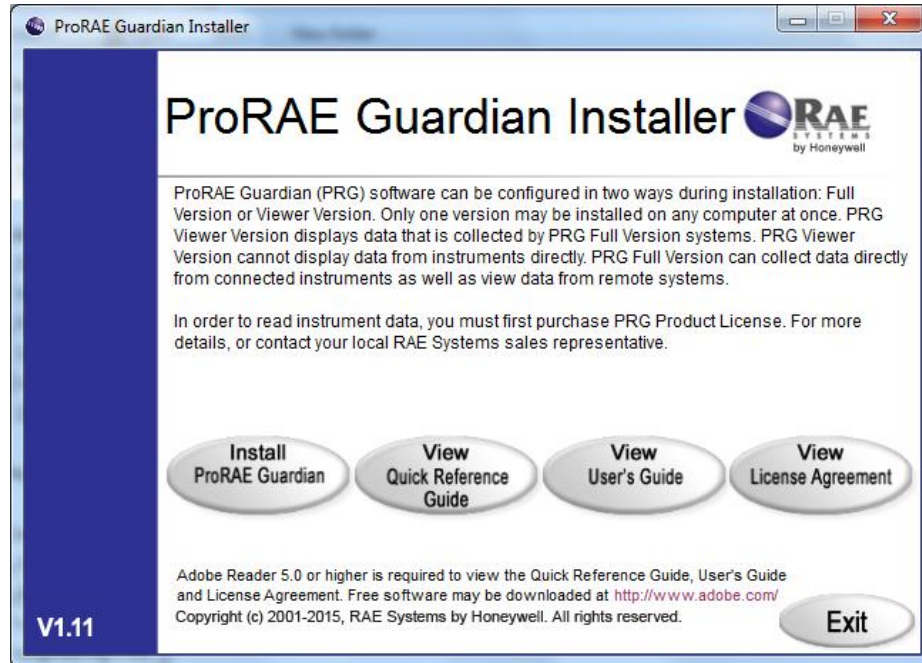 ProRAE Guardian Installer
ProRAE Guardian Installer
RAE
SYSTEMS
by Honeywell
ProRAE Guardian (PRG) software can be configured in two ways during installation: Full
Version or Viewer Version. Only one version may be installed on any computer at once. PRG
Viewer Version displays data that is collected by PRG Full Version systems. PRG Viewer
Version cannot display data from instruments directly. PRG Full Version can collect data directly
from connected instruments as well as view data from remote systems.
In order to read instrument data, you must first purchase PRG Product License. For more
details, or contact your local RAE Systems sales representative.
Install
ProRAE Guardian
View
Quick Reference
Guide
View
User's Guide
View
License Agreement
Adobe Reader 5.0 or higher is required to view the Quick Reference Guide, User's Guide
and License Agreement. Free software may be downloaded at http://www.adobe.com/
Copyright (c) 2001-2015, RAE Systems by Honeywell. All rights reserved.
V1.11
Exit